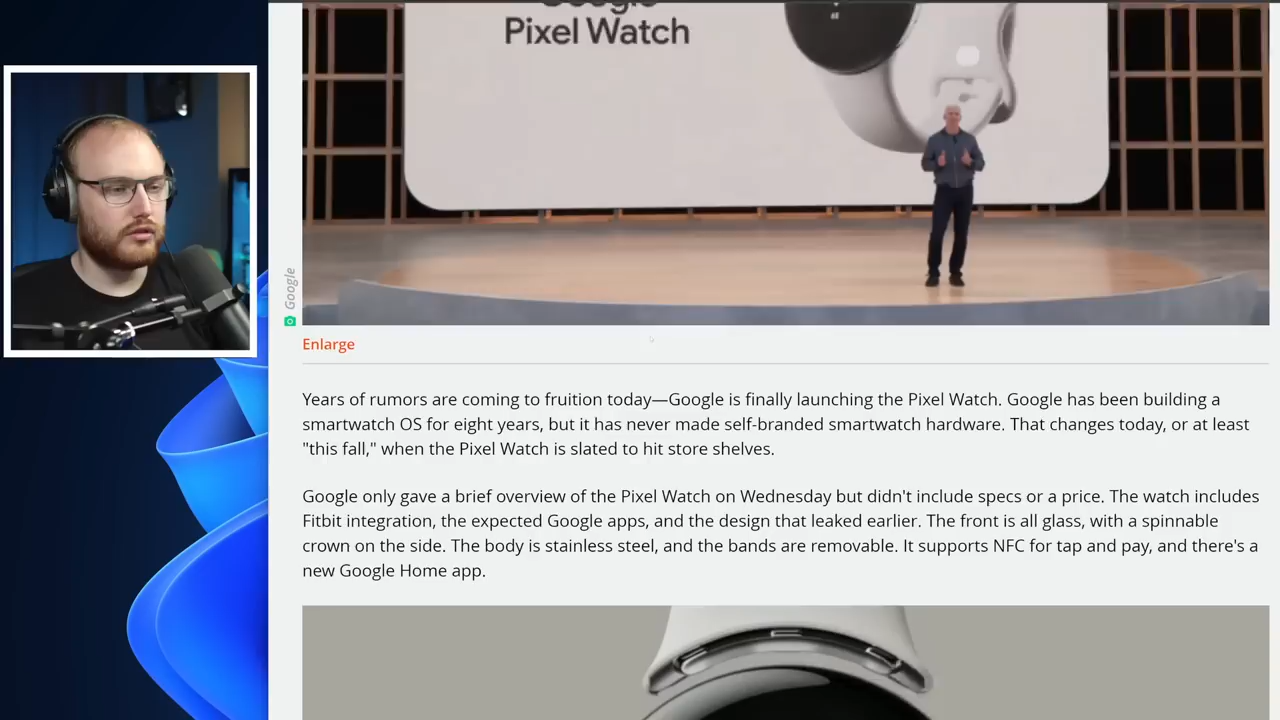 Google
Pixel Watch
Google
Enlarge
Years of rumors are coming to fruition today—Google is finally launching the Pixel Watch. Google has been building a
smartwatch OS for eight years, but it has never made self-branded smartwatch hardware. That changes today, or at least
"this fall," when the Pixel Watch is slated to hit store shelves.
Google only gave a brief overview of the Pixel Watch on Wednesday but didn't include specs or a price. The watch includes
Fitbit integration, the expected Google apps, and the design that leaked earlier. The front is all glass, with a spinnable
crown on the side. The body is stainless steel, and the bands are removable. It supports NFC for tap and pay, and there's a
new Google Home app.